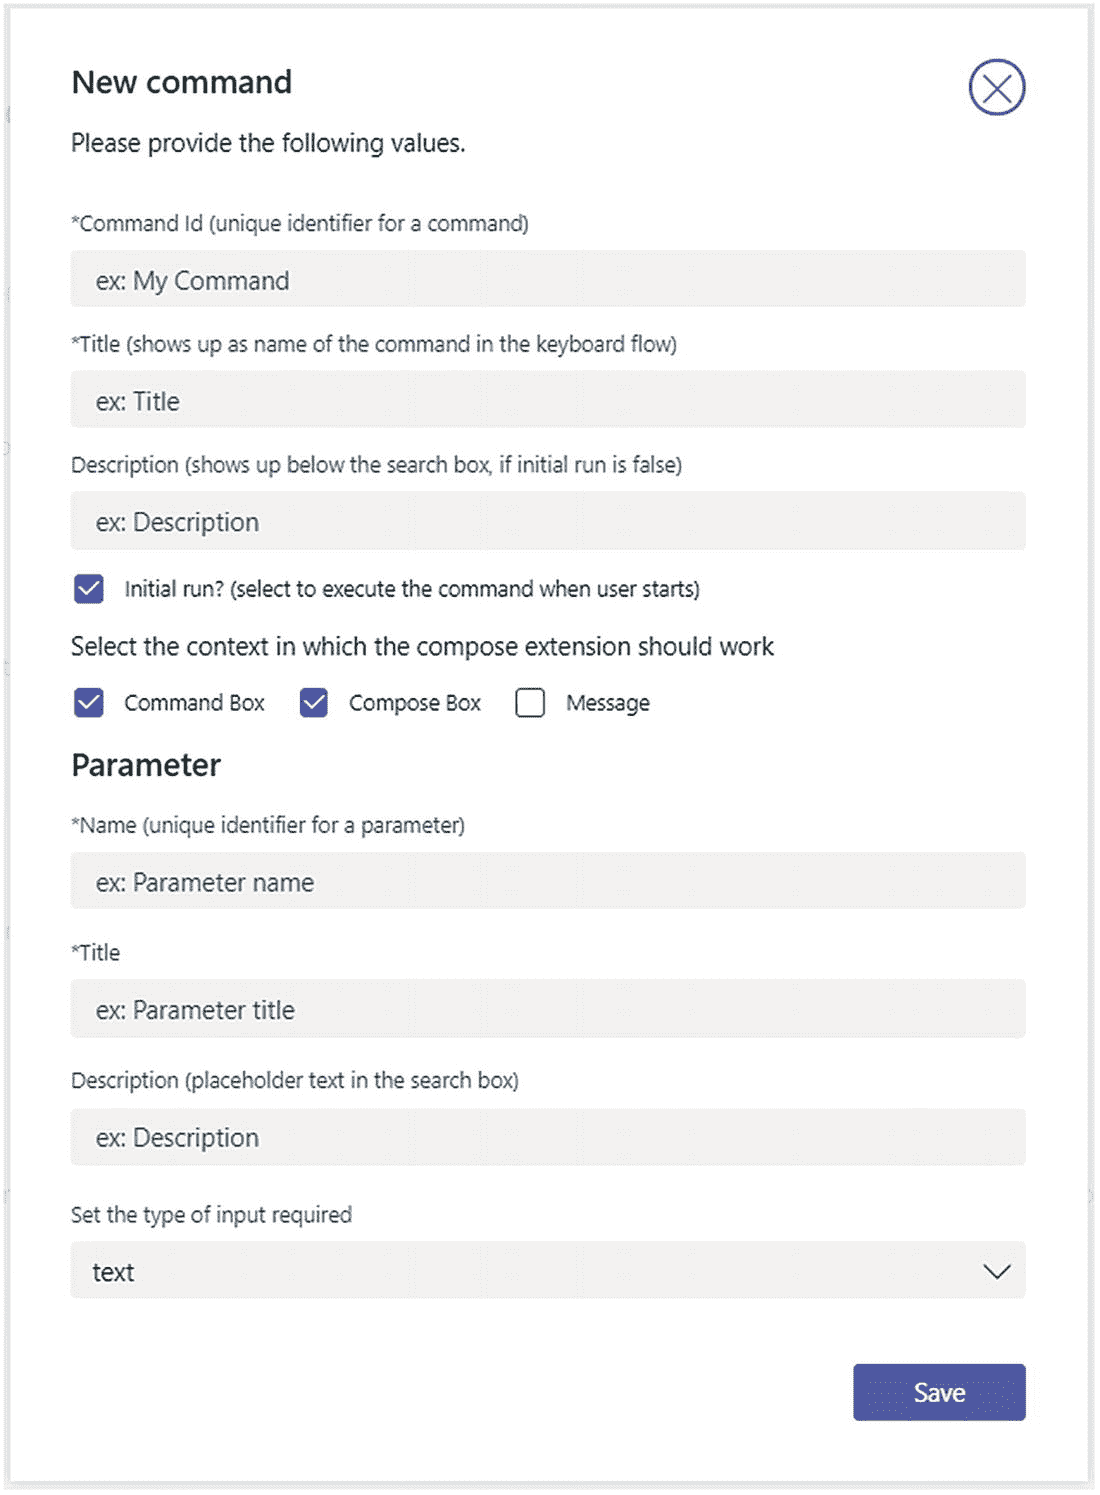 New command
Please provide the following values.
*Command Id (unique identifier for a command)
ex: My Command
*Title (shows up as name of the command in the keyboard flow)
ex: Title
Description (shows up below the search box, if initial run is false)
ex: Description
Initial run? (select to execute the command when user starts)
Select the context in which the compose extension should work
Command Box Compose Box Message
Parameter
*Name (unique identifier for a parameter)
ex: Parameter name
*Title
ex: Parameter title
Description (placeholder text in the search box)
ex: Description
Set the type of input required
text
Save